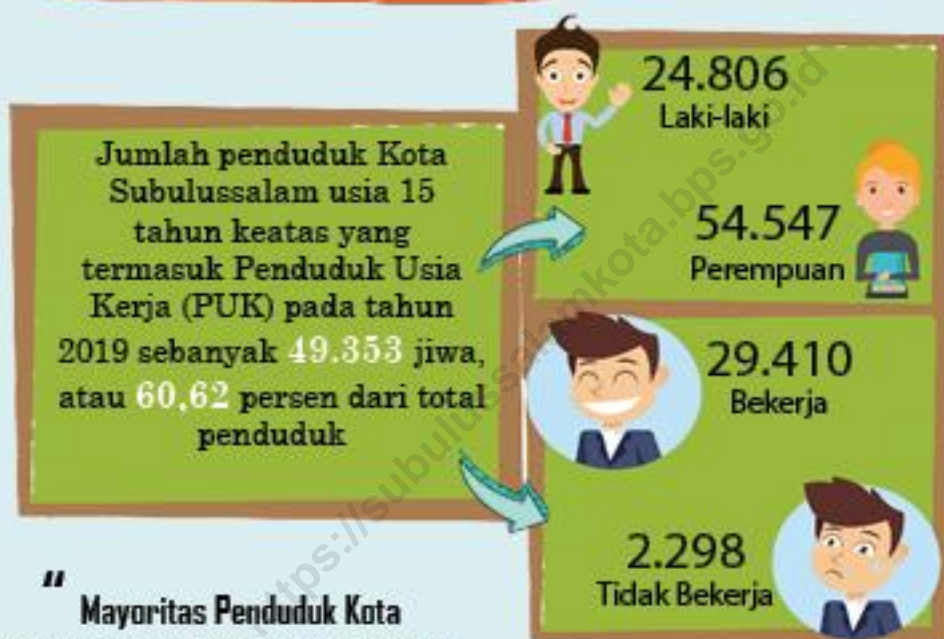 Jumlah penduduk Kota
Subulussalam usia 15
tahun keatas yang
termasuk Penduduk Usia
Kerja (PUK) pada tahun
2019 sebanyak 49.353 jiwa,
atau 60,62 persen dari total
penduduk
24.806
Laki-laki
54.547
Perempuan
29.410
Bekerja
2.298
Tidak Bekerja
"
Mayoritas Penduduk Kota
https://subulussalamkota.bps.go.id